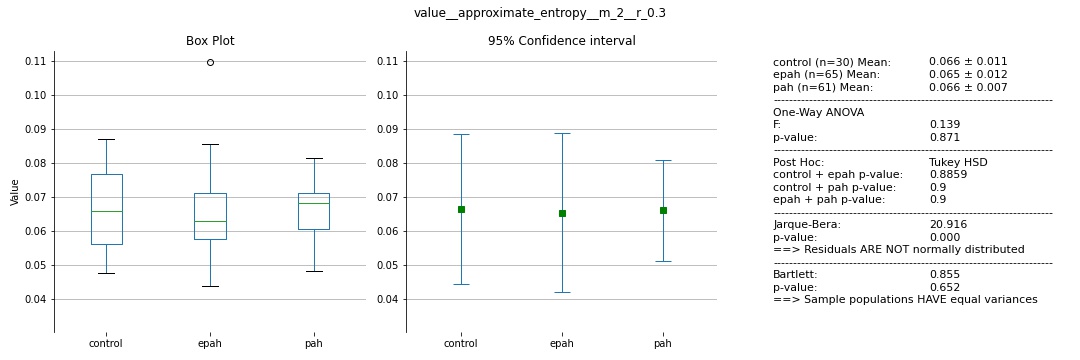 value__approximate_entropy__m_2__r_0.3
Box Plot
0.11
0.10
0.09
0.08
0.07
0.06
0.05
0.04
Value
control epah pah
95% Confidence interval
0.11
0.10
0.09
0.08
0.07
0.06
0.05
0.04
control epah pah
control (n=30) Mean: 0.066 ± 0.011
epah (n=65) Mean: 0.065 ± 0.012
pah (n=61) Mean: 0.066 ± 0.007
One-Way ANOVA
F: 0.139
p-value: 0.871
Post Hoc: Tukey HSD
control + epah p-value: 0.8859
control + pah p-value: 0.9
epah + pah p-value: 0.9
Jarque-Bera: 20.916
p-value: 0.000
==> Residuals ARE NOT normally distributed
Bartlett: 0.855
p-value: 0.652
==> Sample populations HAVE equal variances